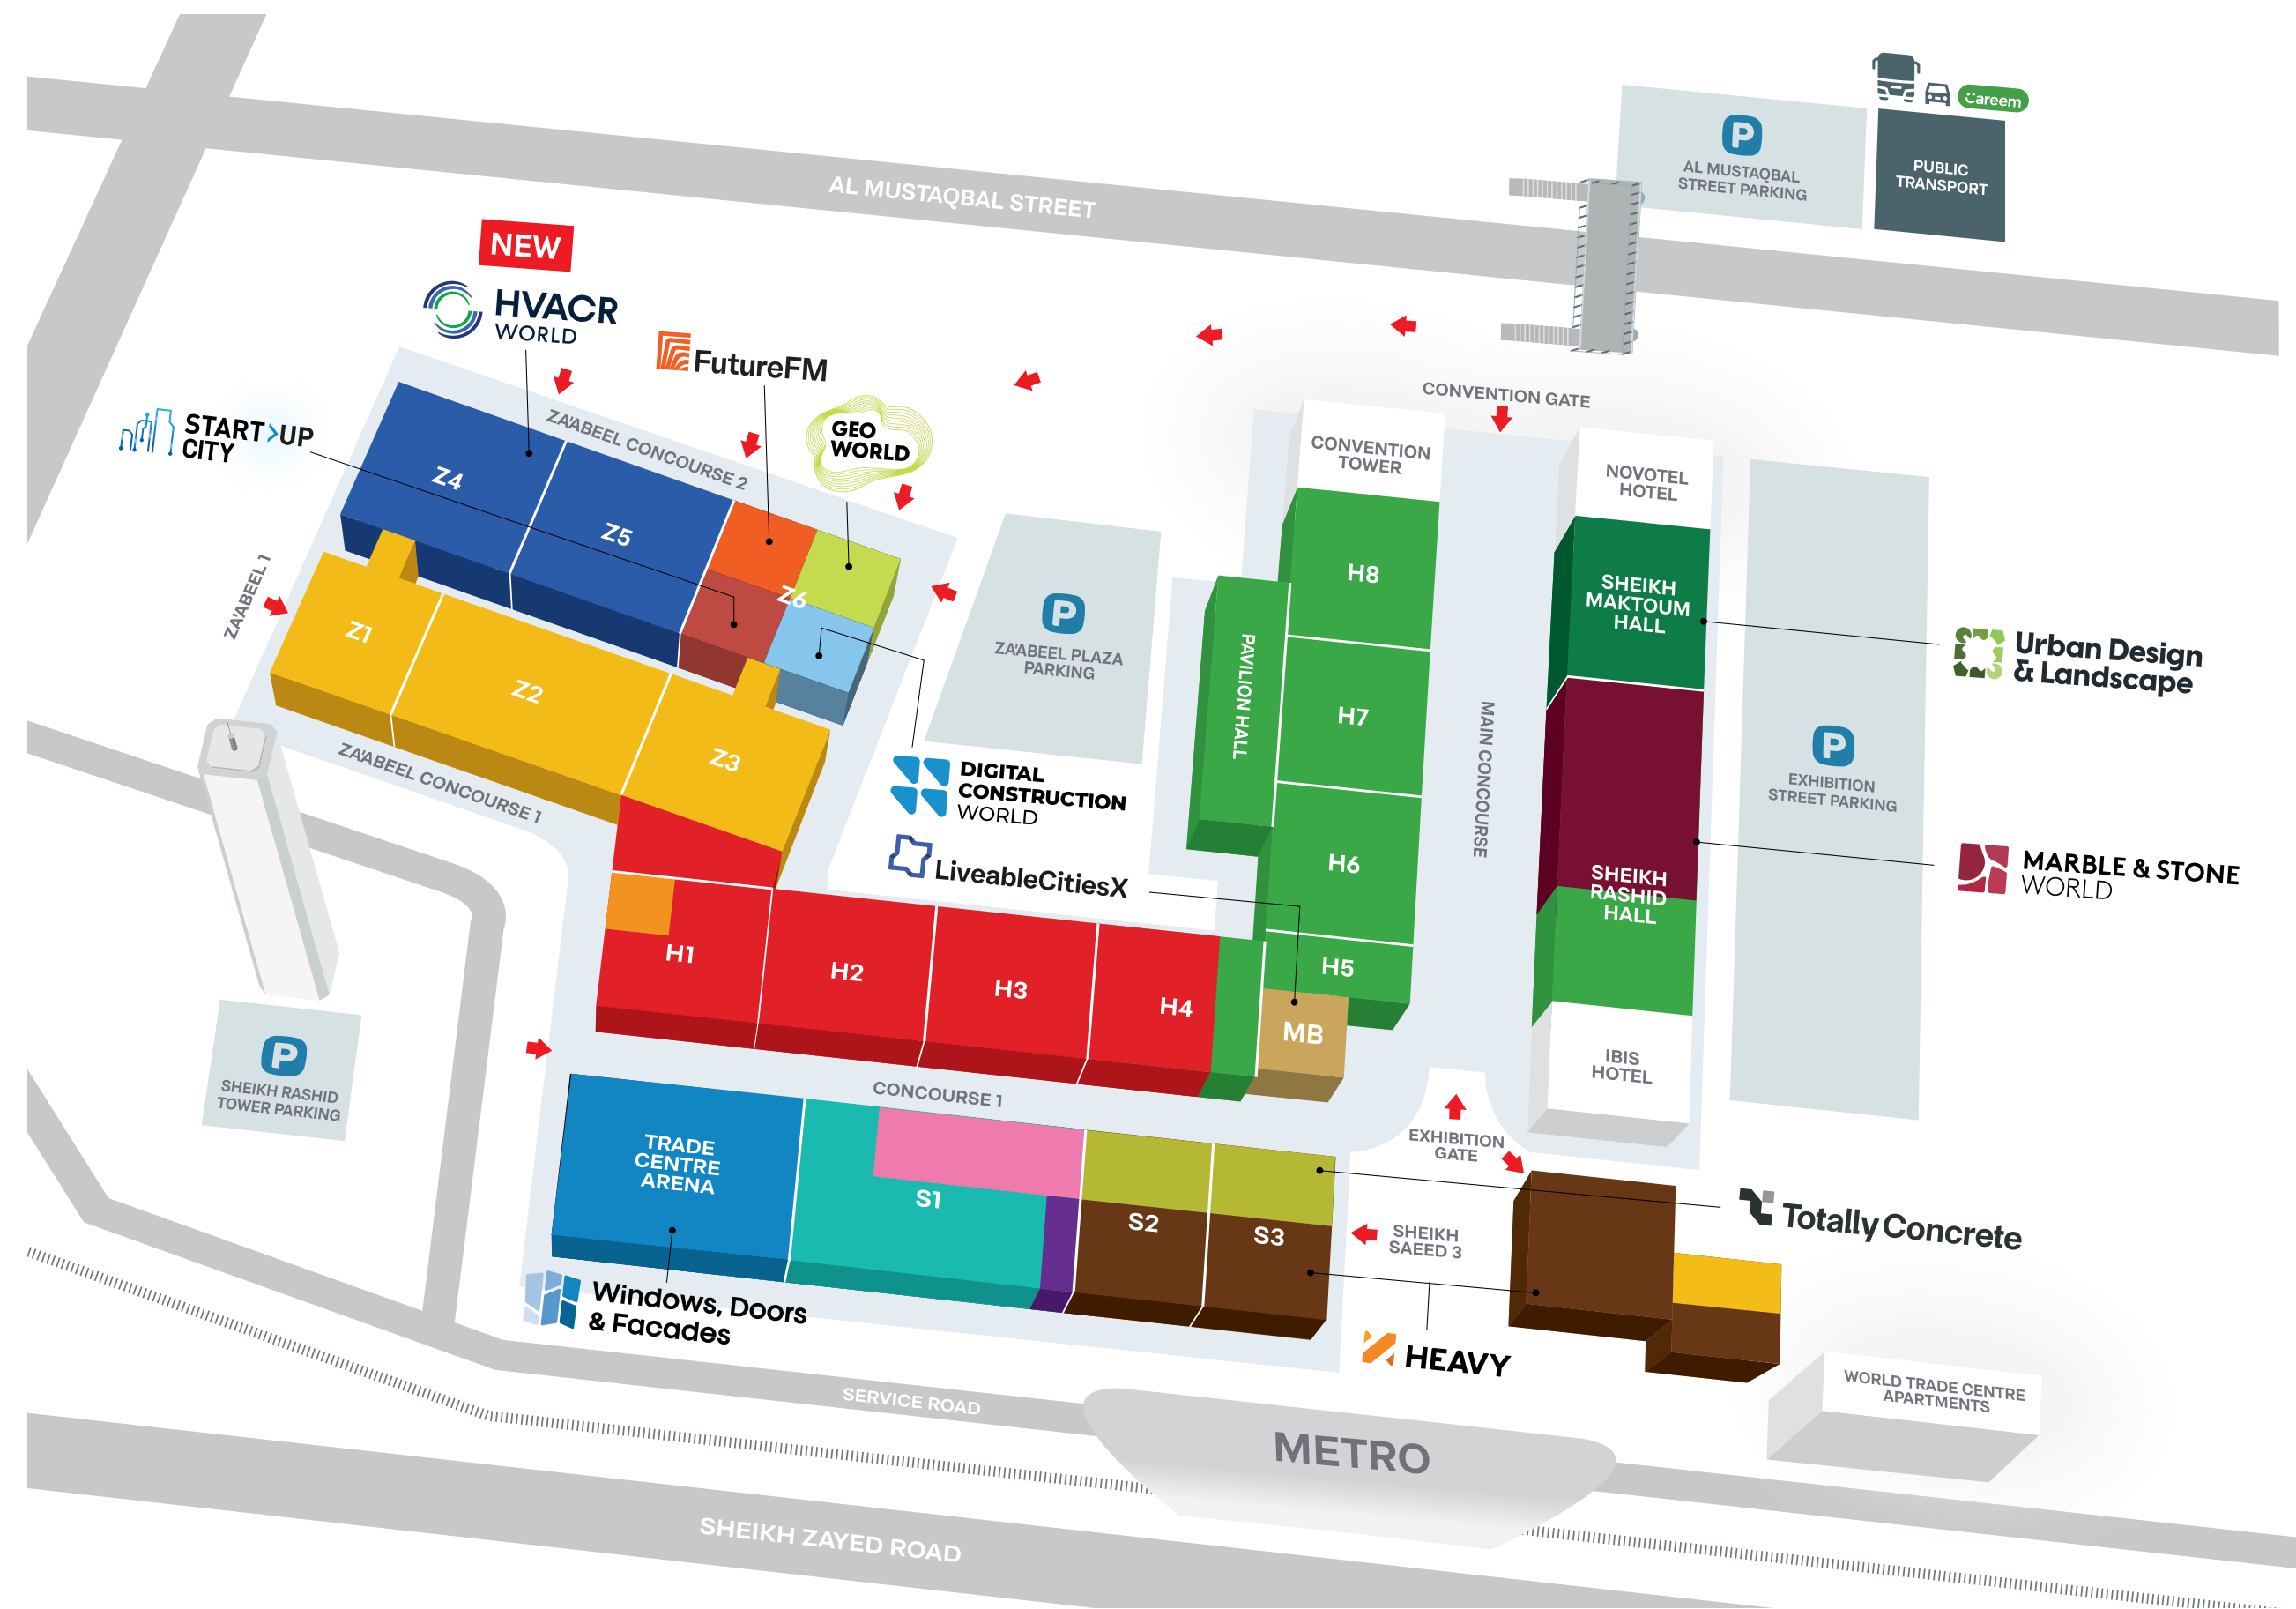 Careem
P
AL MUSTAQBAL
STREET PARKING
PUBLIC
TRANSPORT
AL MUSTAQBAL STREET
NEW
HVACR
WORLD
FutureFM
GEO
WORLD
START>UP
CITY
ZA'ABEEL CONCOURSE 2
CONVENTION GATE
CONVENTION
TOWER
NOVOTEL
HOTEL
Z4
Z5
Z6
ZA'ABEEL 1
Z1
Z2
Z3
ZA'ABEEL CONCOURSE 1
P
ZA'ABEEL PLAZA
PARKING
PAVILION HALL
H8
H7
H6
H5
MAIN CONCOURSE
SHEIKH
MAKTOUM
HALL
Urban Design
& Landscape
P
EXHIBITION
STREET PARKING
DIGITAL
CONSTRUCTION
WORLD
LiveableCitiesX
SHEIKH
RASHID
HALL
MARBLE & STONE
WORLD
H1
H2
H3
H4
MB
IBIS
HOTEL
P
SHEIKH RASHID
TOWER PARKING
CONCOURSE 1
EXHIBITION
GATE
TRADE
CENTRE
ARENA
S1
S2
S3
SHEIKH
SAEED 3
Totally Concrete
Windows, Doors
& Facades
HEAVY
WORLD TRADE CENTRE
APARTMENTS
SERVICE ROAD
METRO
SHEIKH ZAYED ROAD